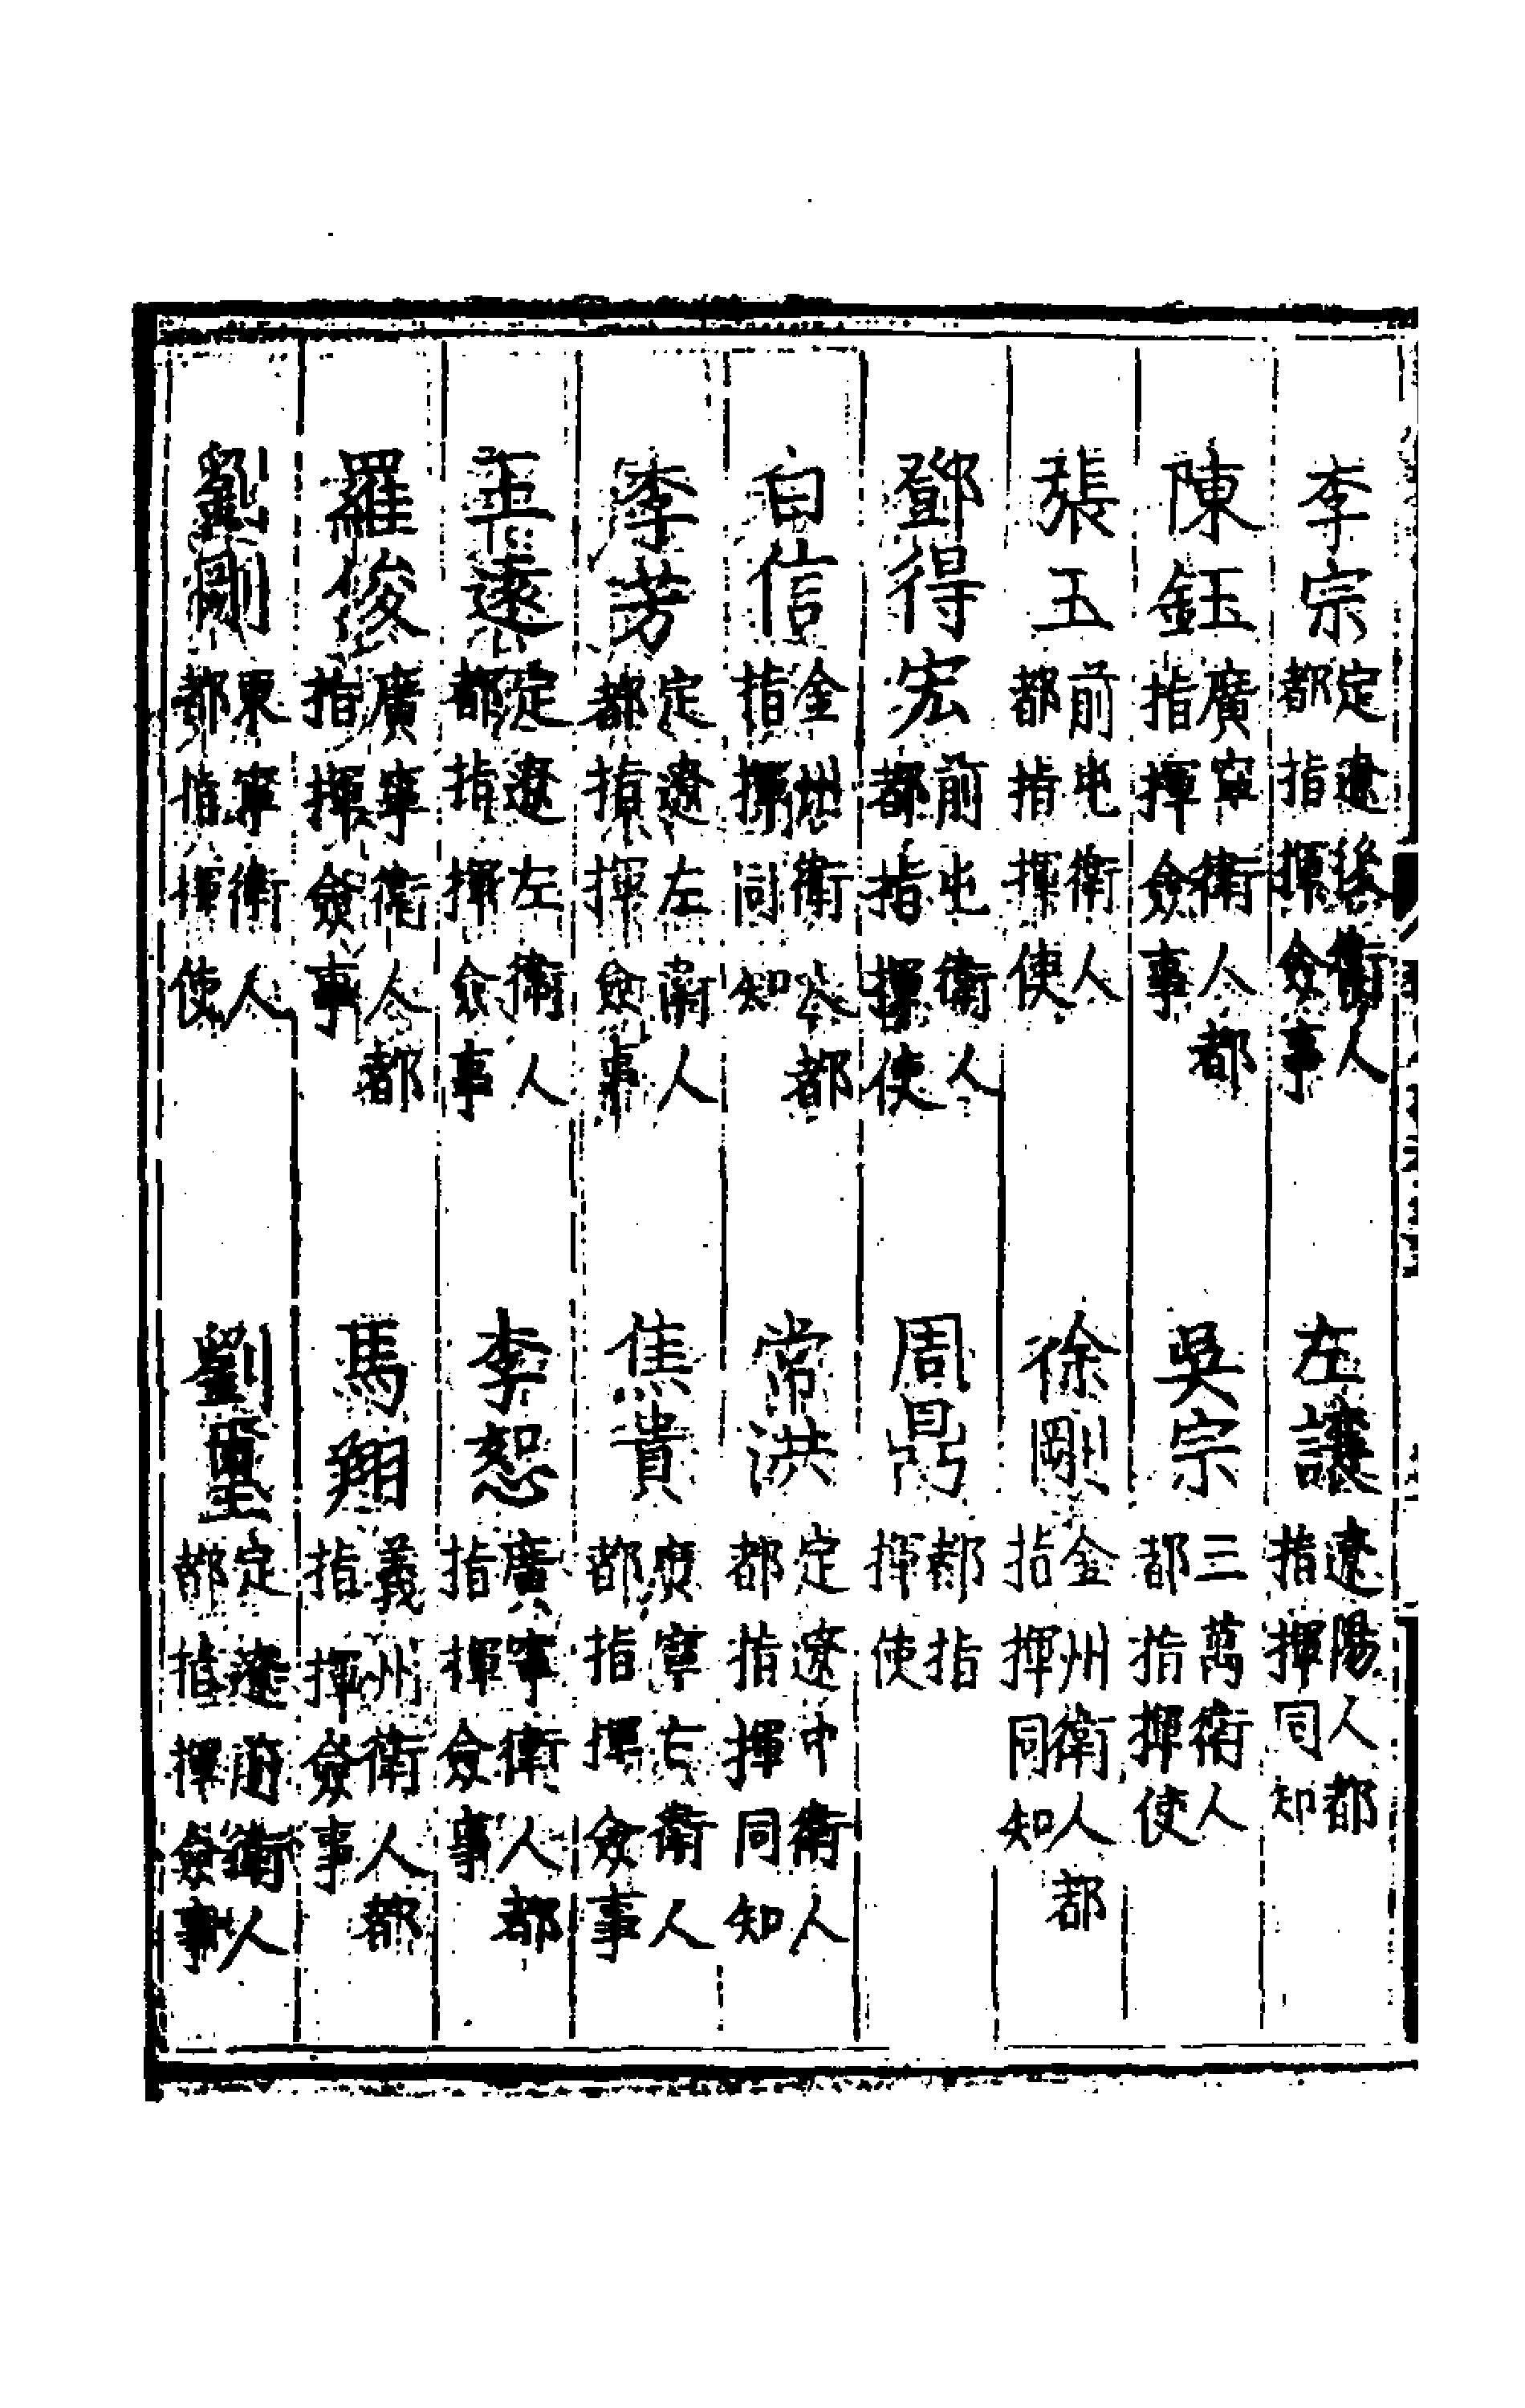 李宗定遼後衛人都指揮僉事　左讓遼陽人都指揮同知
陳鈺廣寧衛人都指揮僉事　吳宗三萬衛人都指揮使
張五前屯衛人都指揮使　徐剛金州衛人都指揮同知
鄧得宏前屯衛人都指揮使　周鼎都指揮使
白信金州衛人都指揮同知　常洪定遼中衛人都指揮同知
李芳定遼左衛人都指揮僉事　焦貴廣寧左衛人都指揮僉事
遠定遼左衛人都指揮僉事　李恕廣寧衛人都指揮僉事
羅俊廣寧衛人都指揮僉事　馬翔義州衛人都指揮僉事
劉剛東寧衛人都指揮使　劉定遼前衛人都指揮僉事